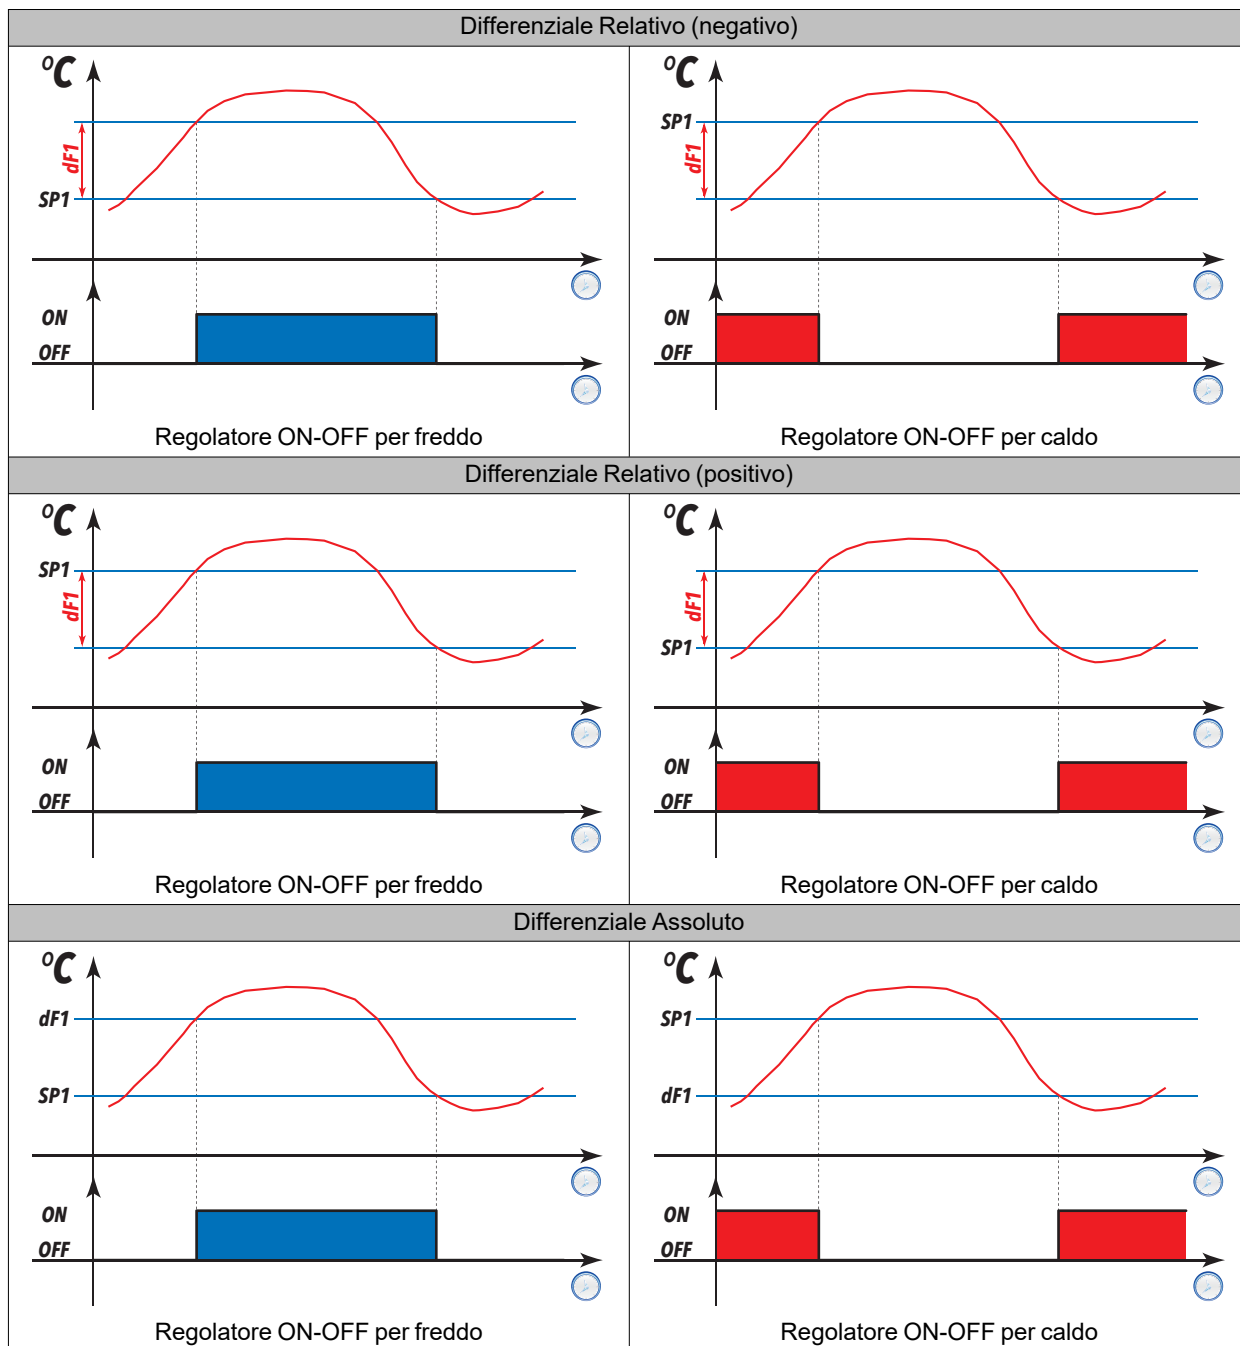 Differenziale Relativo (negativo)
°C
dF1
SP1
ON
OFF
Regolatore ON-OFF per freddo
°C
SP1
dF1
ON
OFF
Regolatore ON-OFF per caldo
Differenziale Relativo (positivo)
°C
SP1
dF1
ON
OFF
Regolatore ON-OFF per freddo
°C
dF1
SP1
ON
OFF
Regolatore ON-OFF per caldo
Differenziale Assoluto
°C
dF1
SP1
ON
OFF
Regolatore ON-OFF per freddo
°C
SP1
dF1
ON
OFF
Regolatore ON-OFF per caldo